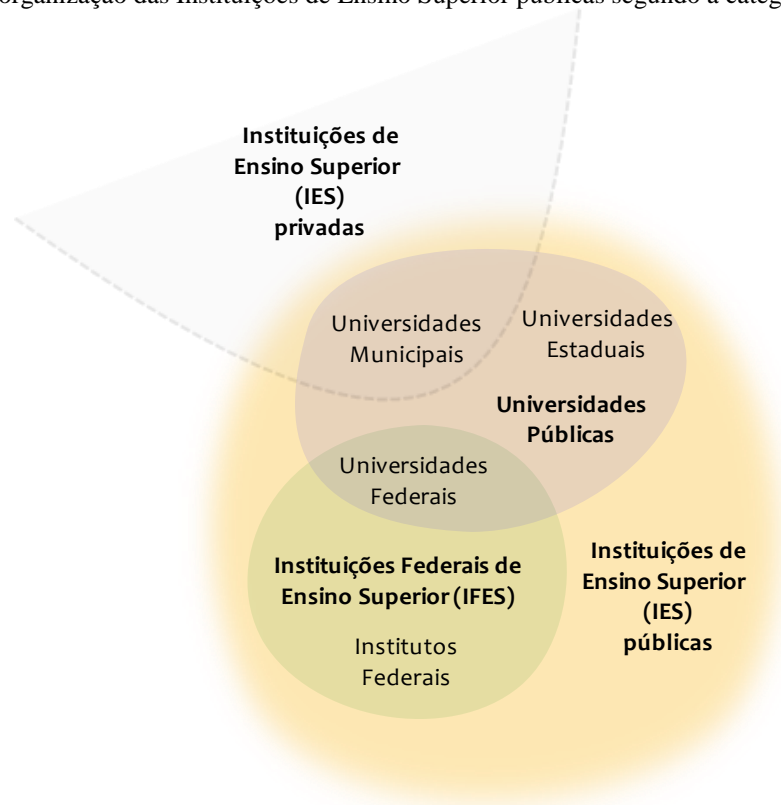 organização das Instituições de Ensino Superior públicas segundo a categ
Instituições de
Ensino Superior
(IES)
privadas
Universidades
Municipais
Universidades
Estaduais
Universidades
Públicas
Universidades
Federais
Instituições Federais de
Ensino Superior (IFES)
Instituições de
Ensino Superior
(IES)
públicas
Institutos
Federais